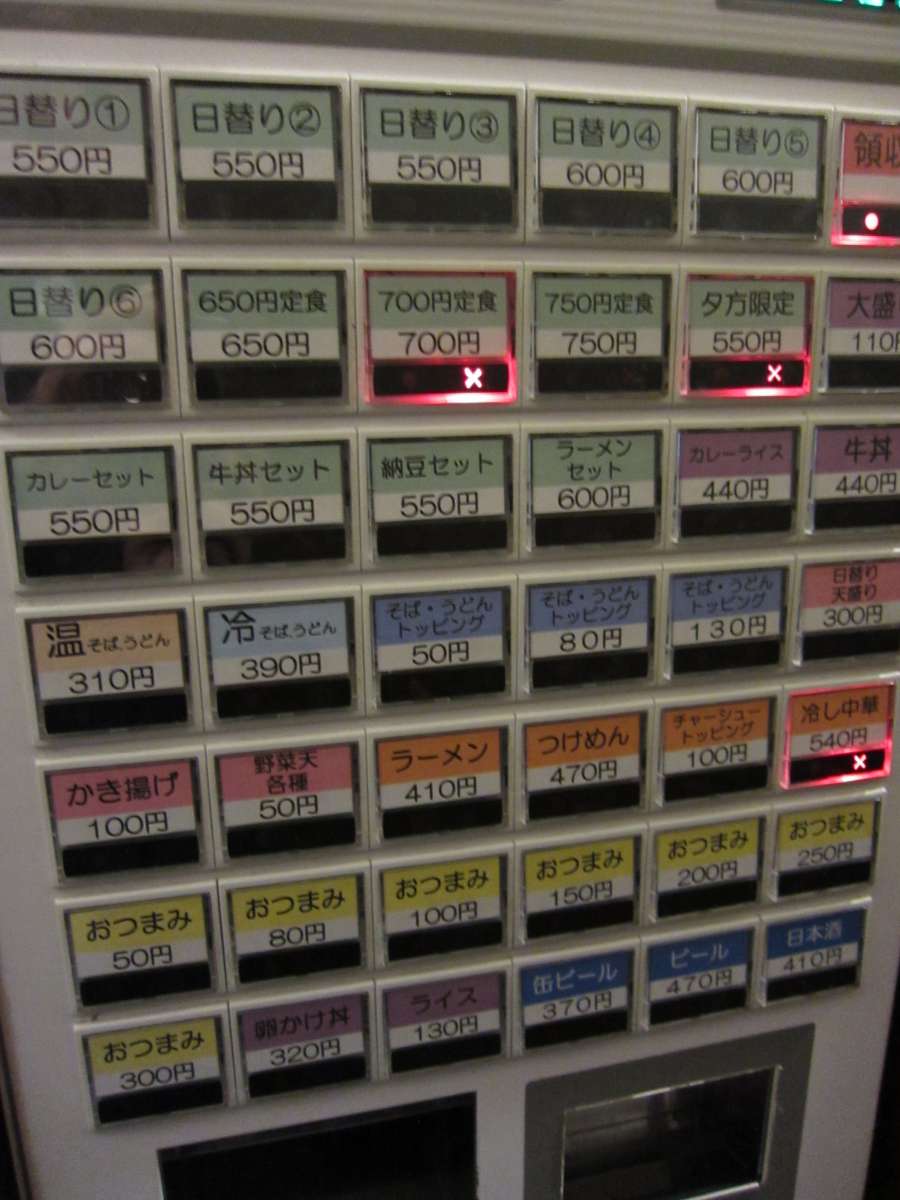 日替り①
550円
日替り②
550円
日替り③
550円
日替り④
600円
日替り⑤
600円
領収
日替り⑥
600円
650円定食
650円
700円定食
700円
×
750円定食
750円
夕方限定
550円
×
大盛
110円
カレーセット
550円
牛丼セット
550円
納豆セット
550円
ラーメン
セット
600円
カレーライス
440円
牛丼
440円
温そば、うどん
310円
冷そば、うどん
390円
そば・うどん
トッピング
50円
そば・うどん
トッピング
80円
そば・うどん
トッピング
130円
日替り
天盛り
300円
かき揚げ
100円
野菜天
各種
50円
ラーメン
410円
つけめん
470円
チャーシュー
トッピング
100円
冷し中華
540円
×
おつまみ
50円
おつまみ
80円
おつまみ
100円
おつまみ
150円
おつまみ
200円
おつまみ
250円
おつまみ
300円
卵かけ丼
320円
ライス
130円
缶ビール
370円
ビール
470円
日本酒
410円